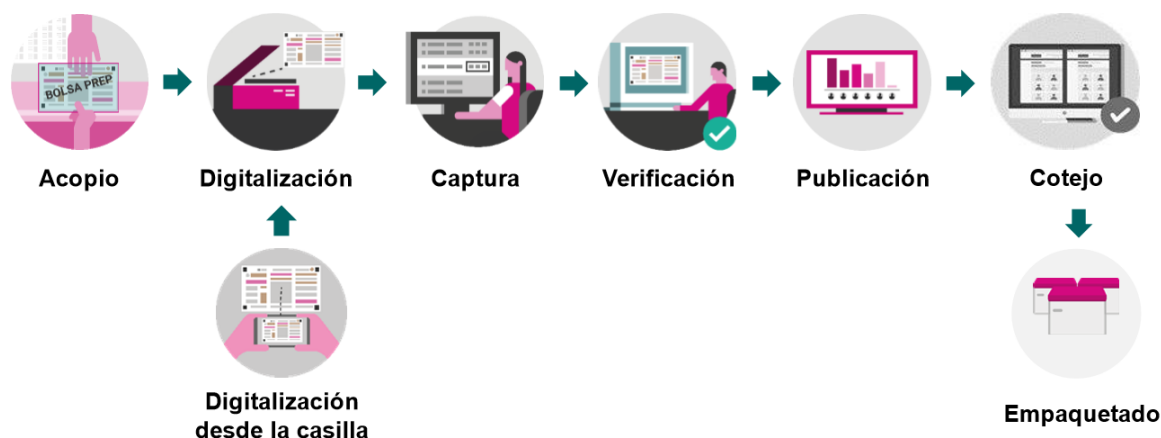 BOLSA PREP
Acopio
Digitalización
Captura
Verificación
Publicación
Cotejo
Digitalización
desde la casilla
Empaquetado